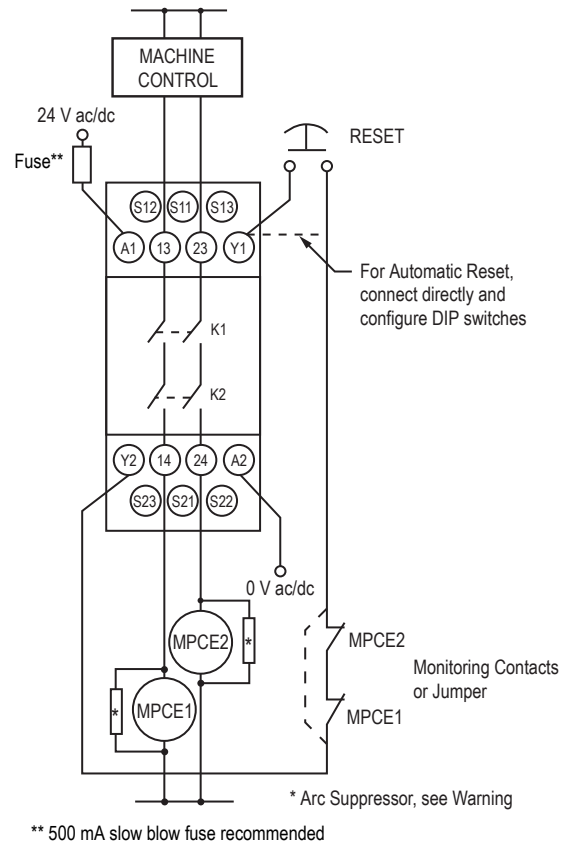 MACHINE
CONTROL
24 V ac/dc
Fuse**
RESET
S12 S11 S13
A1 13 23 Y1
For Automatic Reset,
connect directly and
configure DIP switches
K1
K2
Y2 14 24 A2
S23 S21 S22
0 V ac/dc
MPCE2
*
MPCE2
MPCE1
*
MPCE1
Monitoring Contacts
or Jumper
* Arc Suppressor, see Warning
** 500 mA slow blow fuse recommended